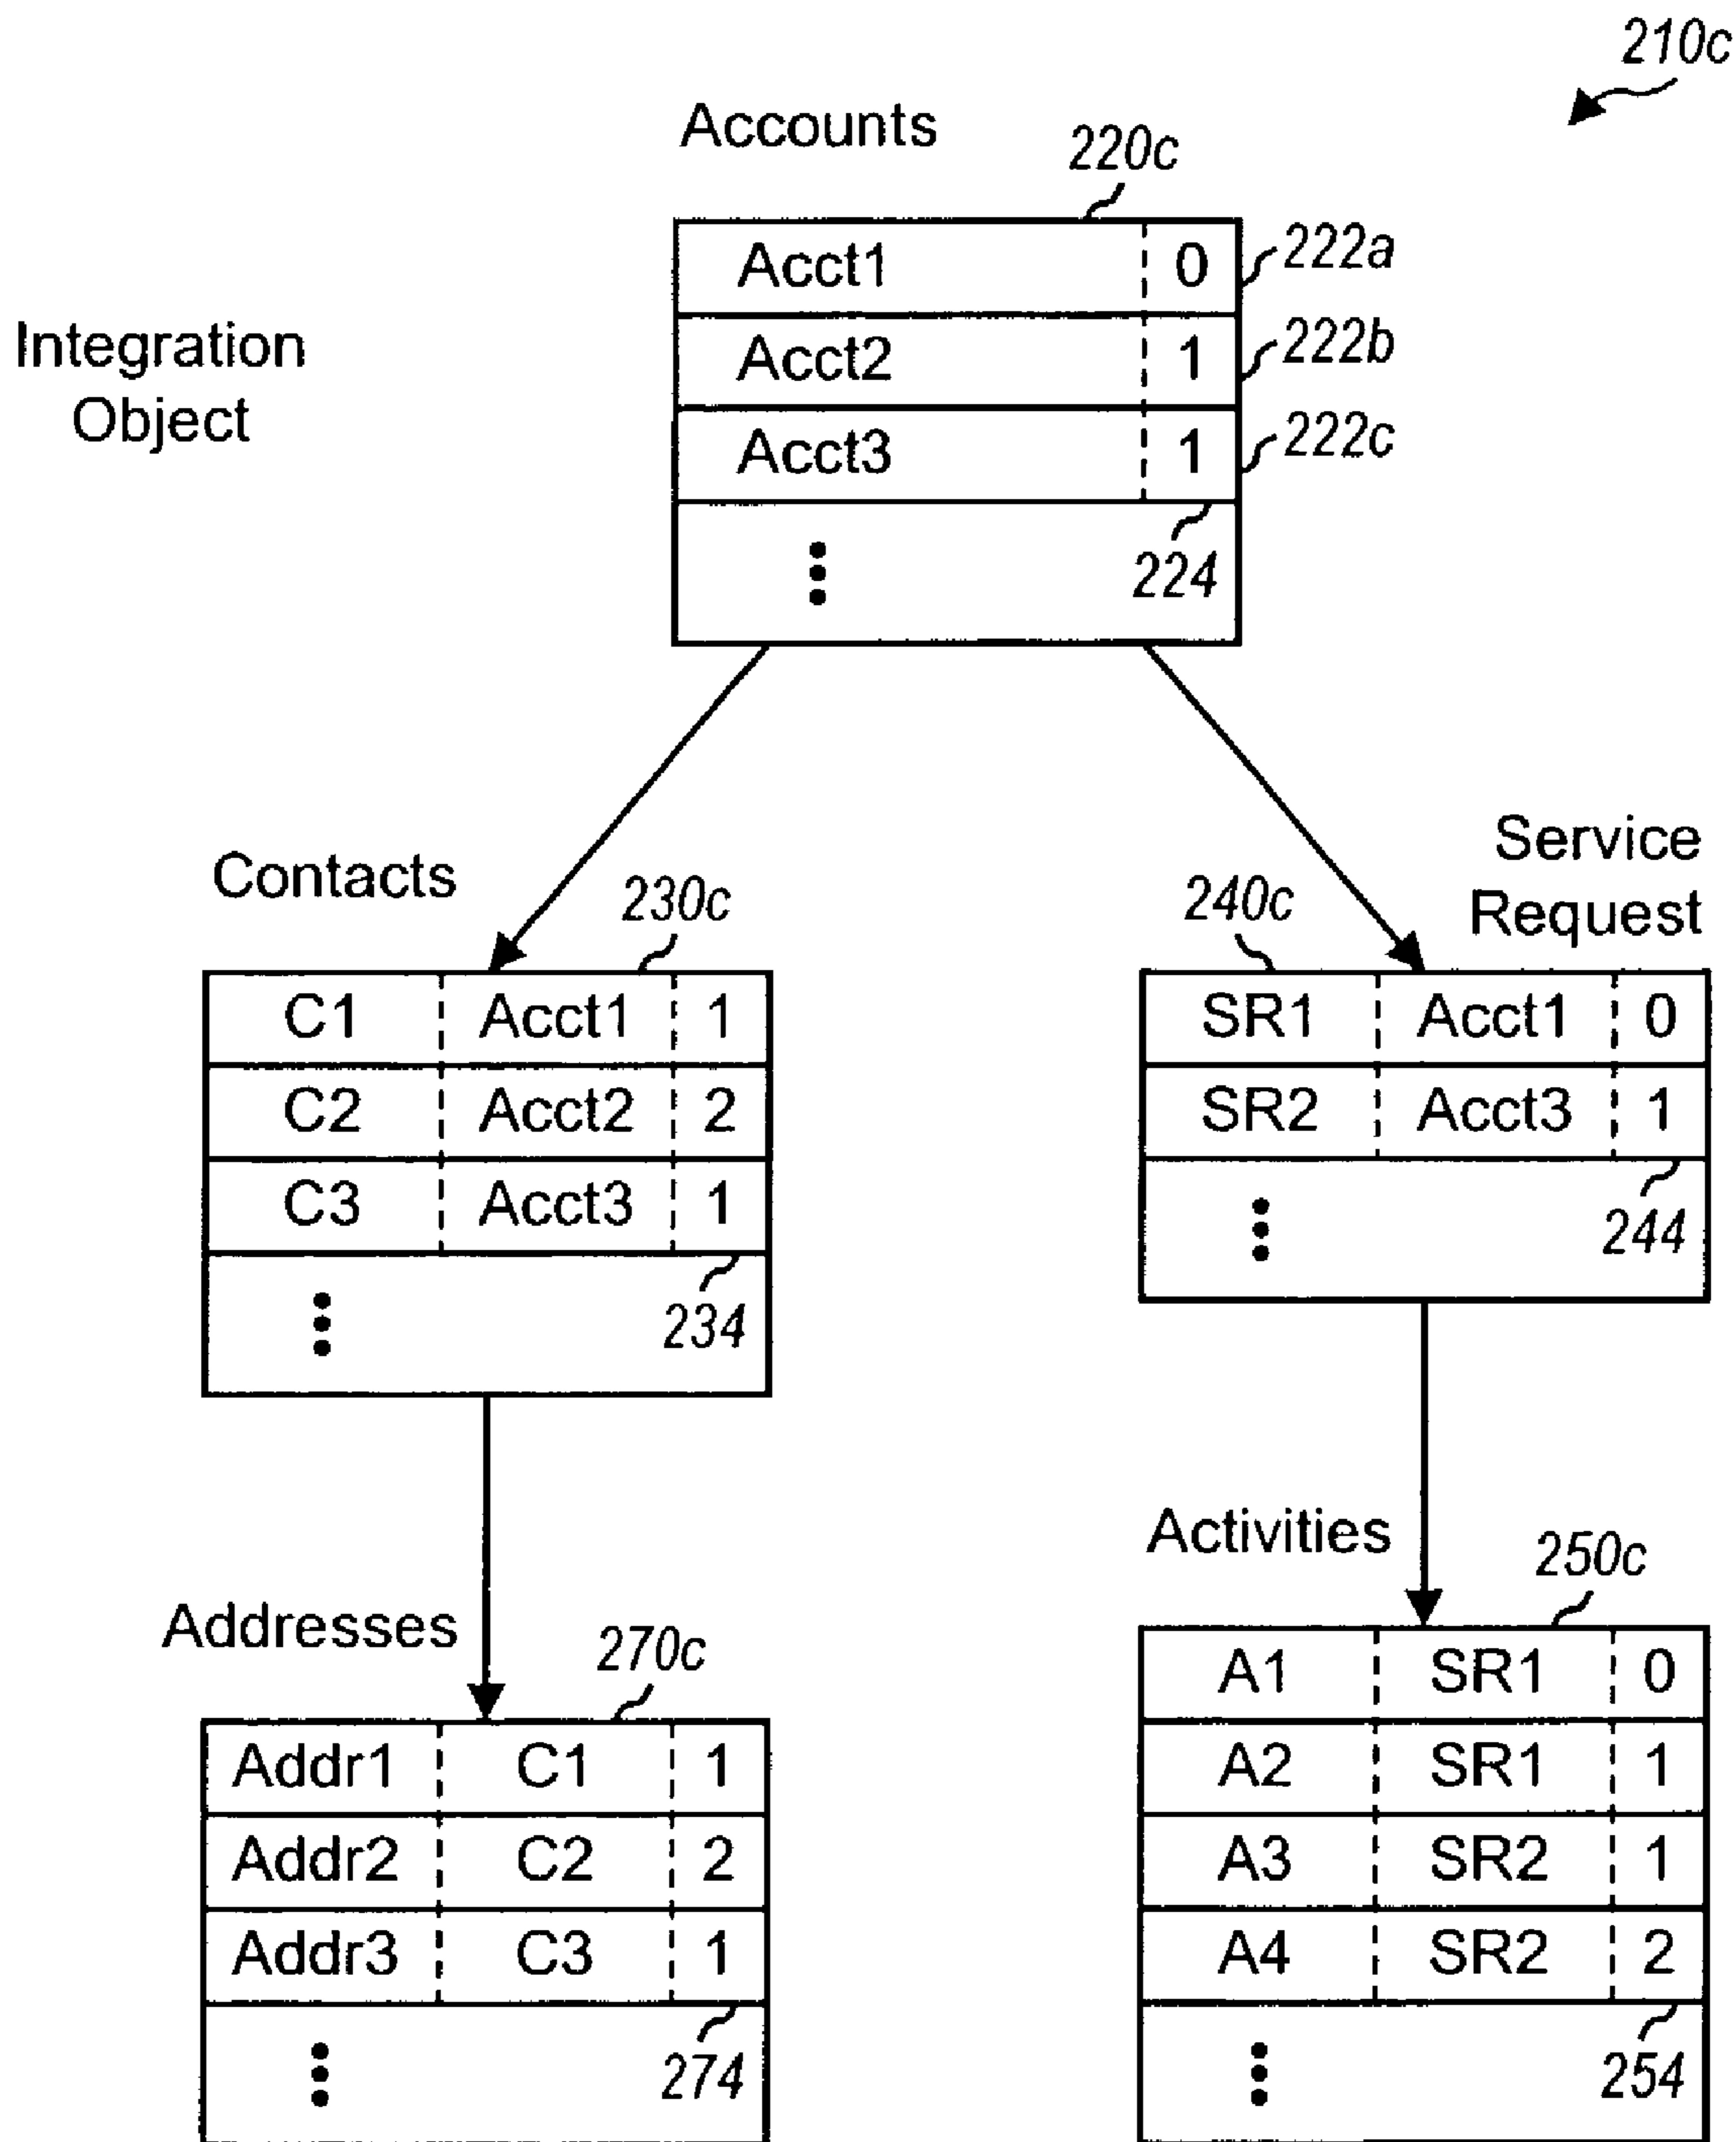 210c
Accounts
220c
Acct1 0 222a
Acct2 1 222b
Acct3 1 222c
224
Integration
Object
Contacts
230c
C1 Acct1 1
C2 Acct2 2
C3 Acct3 1
234
Service
Request
240c
SR1 Acct1 0
SR2 Acct3 1
244
Addresses
270c
Addr1 C1 1
Addr2 C2 2
Addr3 C3 1
274
Activities
250c
A1 SR1 0
A2 SR1 1
A3 SR2 1
A4 SR2 2
254